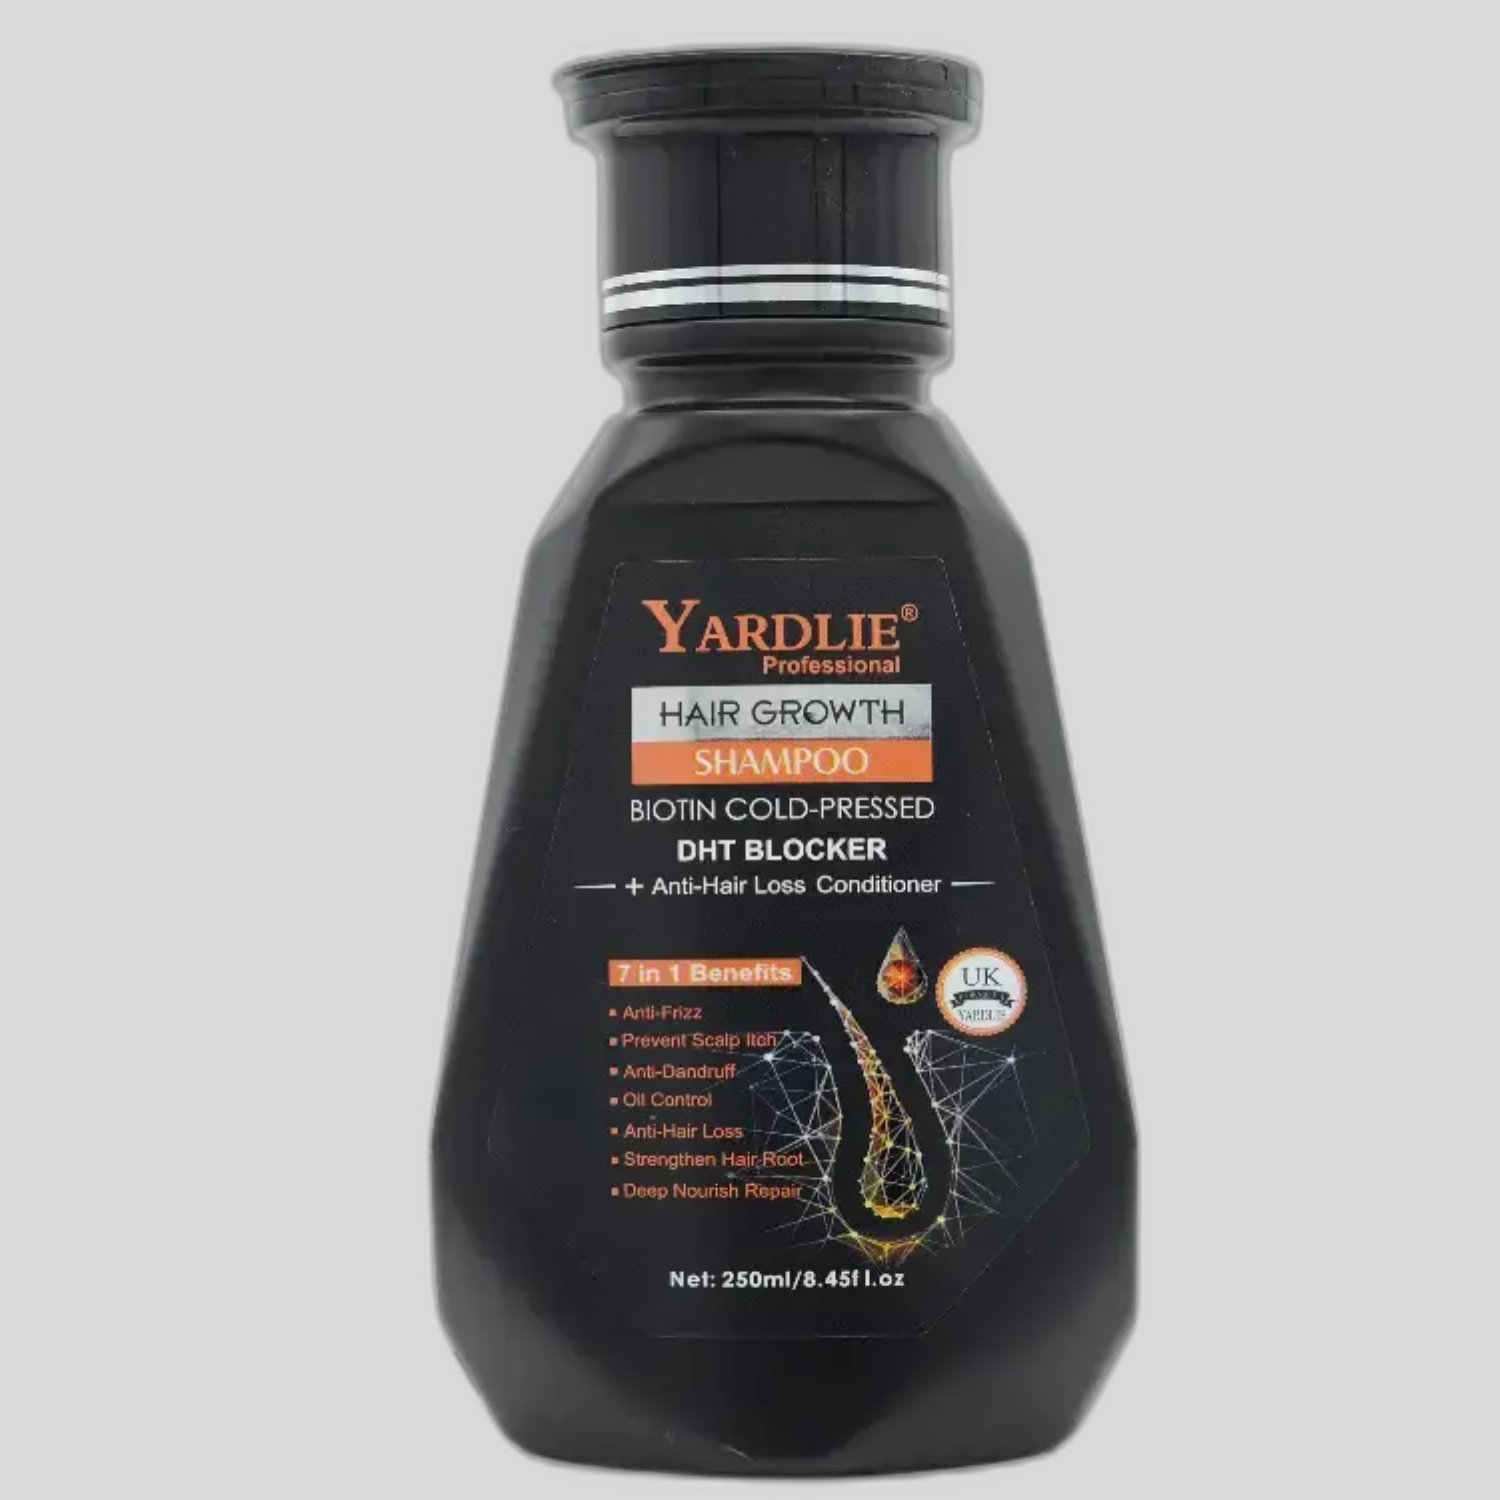 YARDLIE®
Professional
HAIR GROWTH
SHAMPOO
BIOTIN COLD-PRESSED
DHT BLOCKER
+ Anti-Hair Loss Conditioner
7 in 1 Benefits
▪ Anti-Frizz
▪ Prevent Scalp Itch
▪ Anti-Dandruff
▪ Oil Control
▪ Anti-Hair Loss
▪ Strengthen Hair Root
▪ Deep Nourish Repair
UK
YARDLIE
Net: 250ml/8.45fl.oz